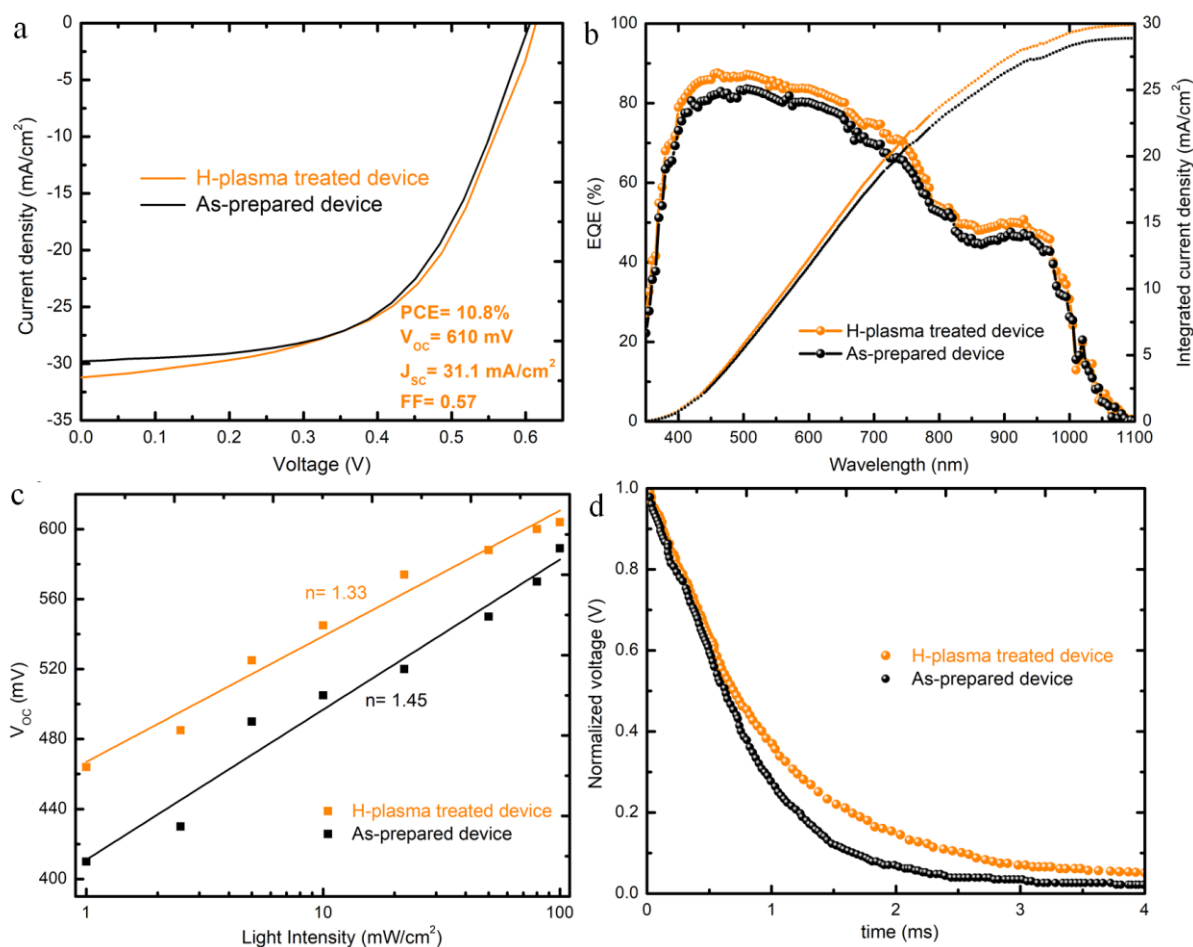 a
Current density (mA/cm²)
0
-5
-10
-15
-20
-25
-30
-35
H-plasma treated device
As-prepared device
PCE= 10.8%
VOC = 610 mV
JSC= 31.1 mA/cm²
FF= 0.57
0.0 0.1 0.2 0.3 0.4 0.5 0.6
Voltage (V)
b
EQE (%)
100
80
60
40
20
0
H-plasma treated device
As-prepared device
30
25
20
15
10
5
0
Integrated current density (mA/cm²)
400 500 600 700 800 900 1000 1100
Wavelength (nm)
c
VOC (mV)
600
560
520
480
440
400
n= 1.33
n= 1.45
H-plasma treated device
As-prepared device
1 10 100
Light Intensity (mW/cm²)
d
Normalized voltage (V)
1.0
0.8
0.6
0.4
0.2
0.0
H-plasma treated device
As-prepared device
0 1 2 3 4
time (ms)